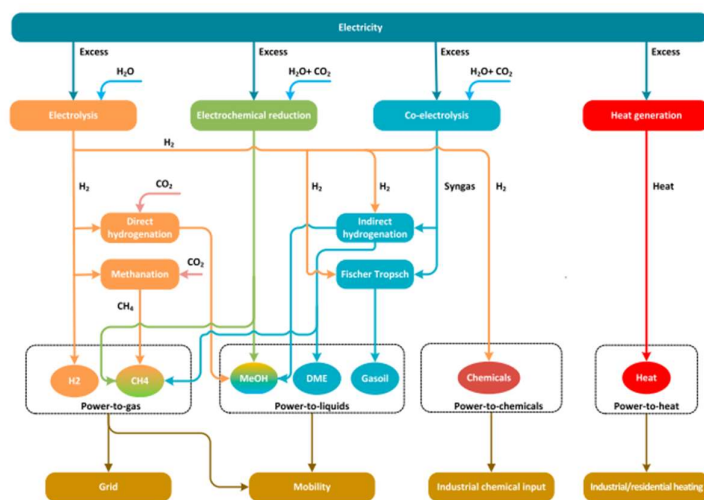 Electricity
Excess
Excess
Excess
Excess
H₂O
H₂O+ CO₂
H₂O+ CO₂
Electrolysis
Electrochemical reduction
Co-electrolysis
Heat generation
H₂
H₂
CO₂
H₂
H₂
Syngas
H₂
Heat
Direct
hydrogenation
Indirect
hydrogenation
Methanation
CO₂
Fischer Tropsch
CH₄
H2
CH4
MeOH
DME
Gasoil
Chemicals
Heat
Power-to-gas
Power-to-liquids
Power-to-chemicals
Power-to-heat
Grid
Mobility
Industrial chemical input
Industrial/residential heating